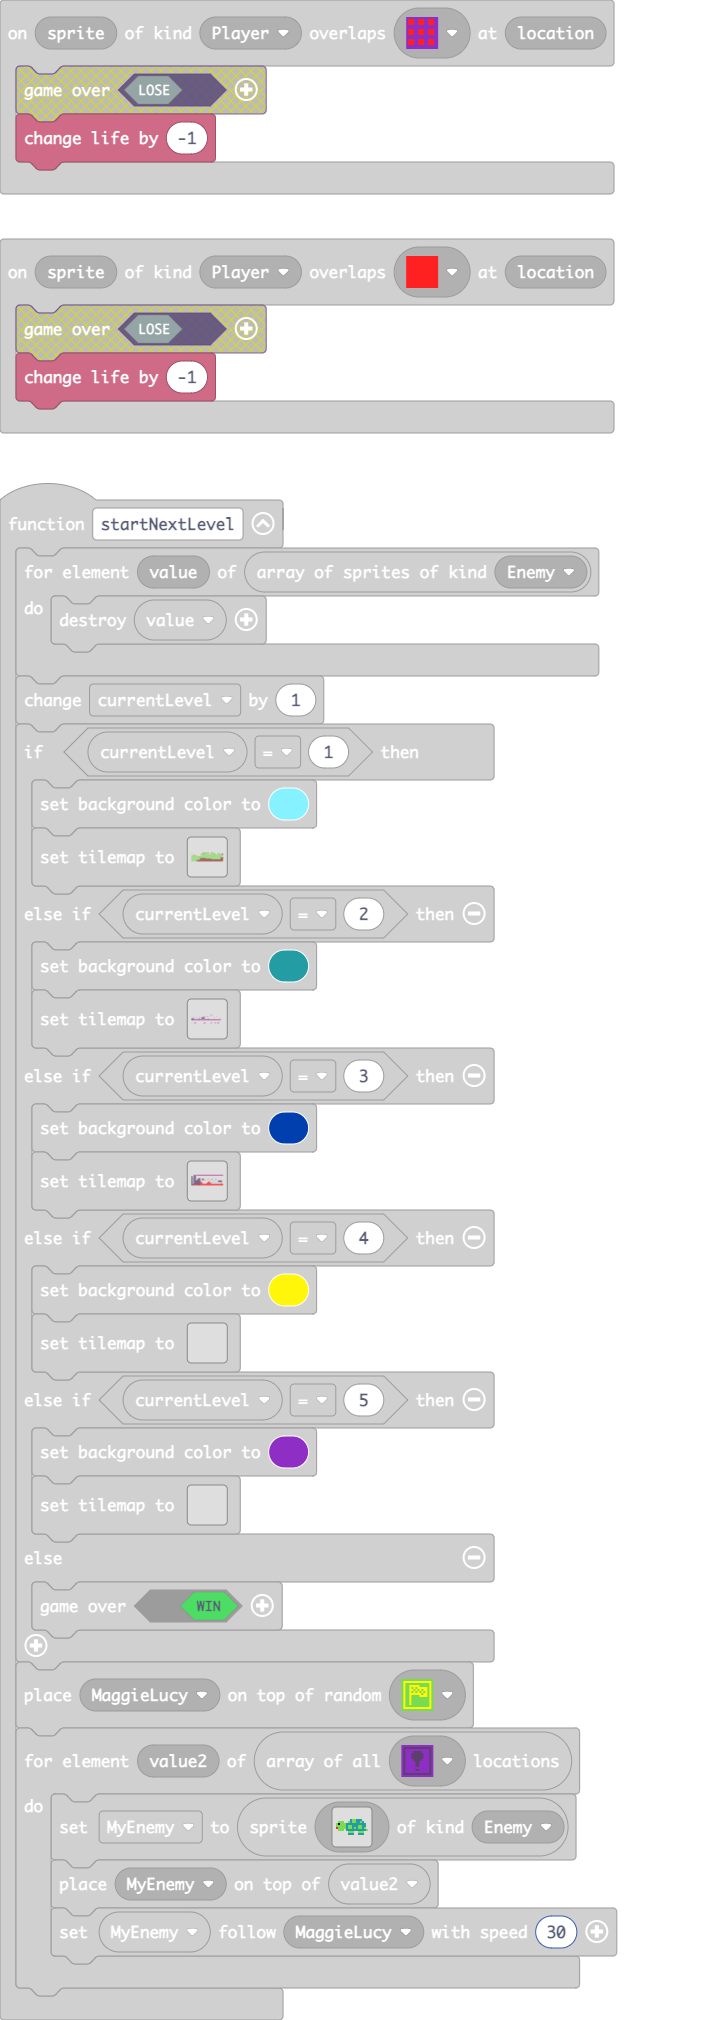 on sprite of kind Player overlaps at location
game over LOSE
change life by -1
on sprite of kind Player overlaps at location
game over LOSE
change life by -1
function startNextLevel
for element value of array of sprites of kind Enemy
do
destroy value
change currentLevel by 1
if currentLevel = 1 then
set background color to
set tilemap to
else if currentLevel = 2 then
set background color to
set tilemap to
else if currentLevel = 3 then
set background color to
set tilemap to
else if currentLevel = 4 then
set background color to
set tilemap to
else if currentLevel = 5 then
set background color to
set tilemap to
else
game over WIN
place MaggieLucy on top of random
for element value2 of array of all locations
do
set MyEnemy to sprite of kind Enemy
place MyEnemy on top of value2
set MyEnemy follow MaggieLucy with speed 30